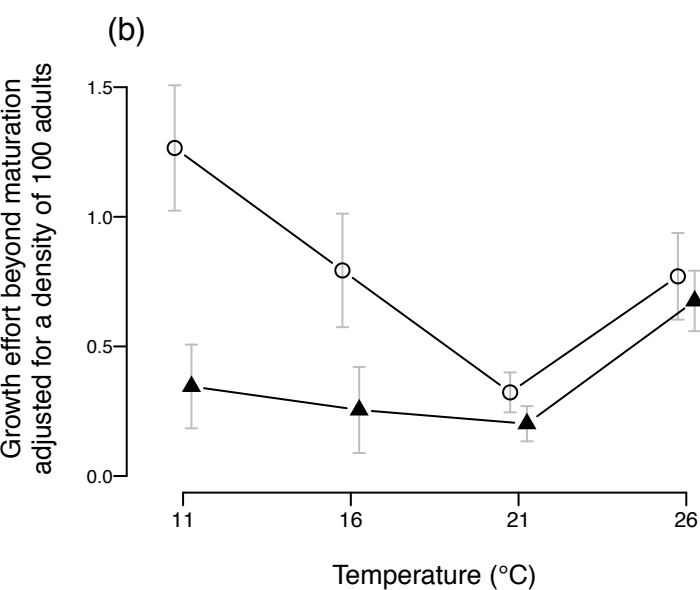 (b)
Growth effort beyond maturation
adjusted for a density of 100 adults
1.5
1.0
0.5
0.0
11 16 21 26
Temperature (°C)